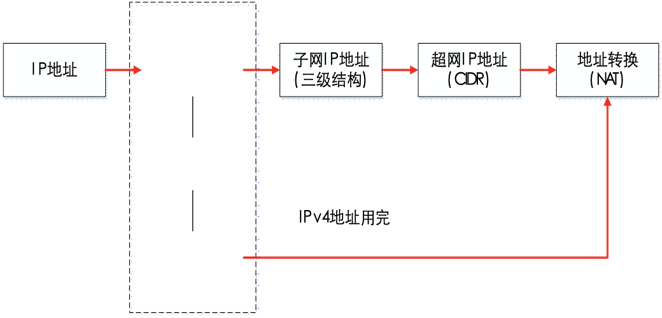 IP地址
子网IP地址
(三级结构)
超网IP地址
(CIDR)
地址转换
(NAT)
IPv4地址用完